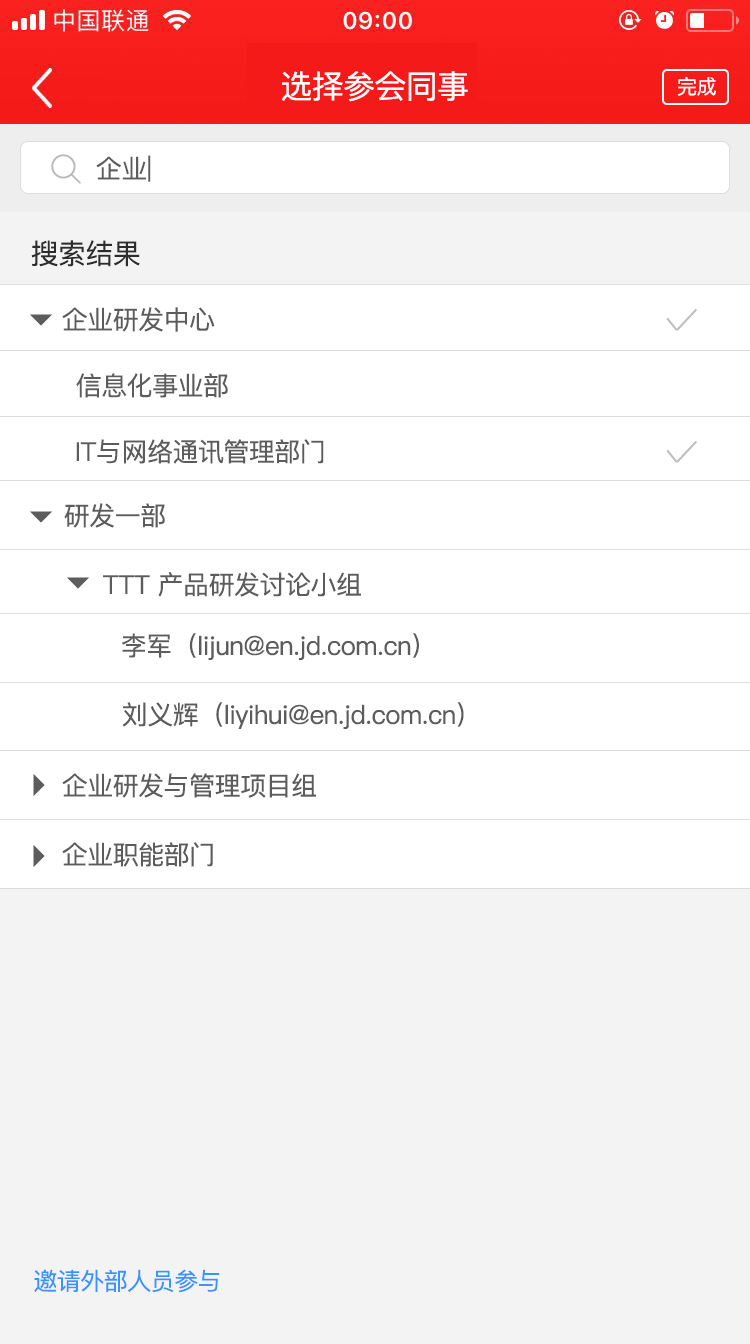 中国联通
09:00
选择参会同事
完成
企业
搜索结果
企业研发中心
信息化事业部
IT与网络通讯管理部门
研发一部
TTT 产品研发讨论小组
李军（lijun@en.jd.com.cn）
刘义辉（liyihui@en.jd.com.cn）
企业研发与管理项目组
企业职能部门
邀请外部人员参与